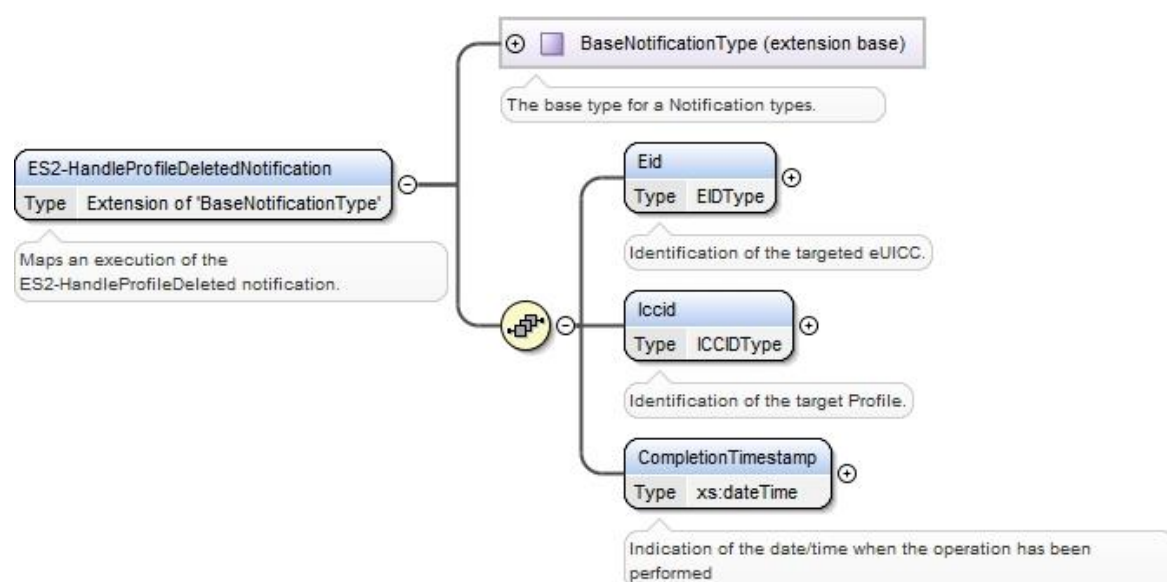 BaseNotificationType (extension base)
The base type for a Notification types.
ES2-HandleProfileDeletedNotification
Type Extension of 'BaseNotificationType'
Maps an execution of the
ES2-HandleProfileDeleted notification.
Eid
Type EIDType
Identification of the targeted eUICC.
Iccid
Type ICCIDType
Identification of the target Profile.
CompletionTimestamp
Type xs:dateTime
Indication of the date/time when the operation has been
performed